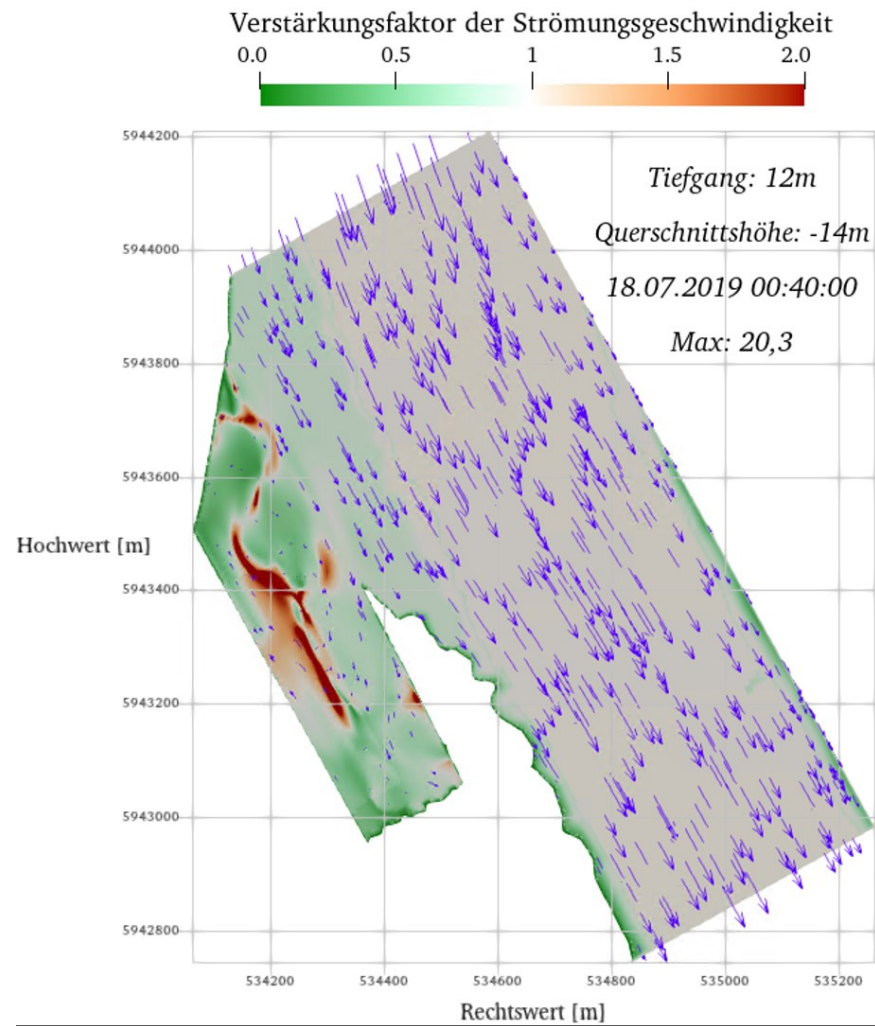 Verstärkungsfaktor der Strömungsgeschwindigkeit
0.0 0.5 1 1.5 2.0
5944200
Tiefgang: 12m
Querschnittshöhe: -14m
5944000
18.07.2019 00:40:00
Max: 20,3
5943800
5943600
Hochwert [m]
5943400
5943200
5943000
5942800
534200 534400 534600 534800 535000 535200
Rechtswert [m]